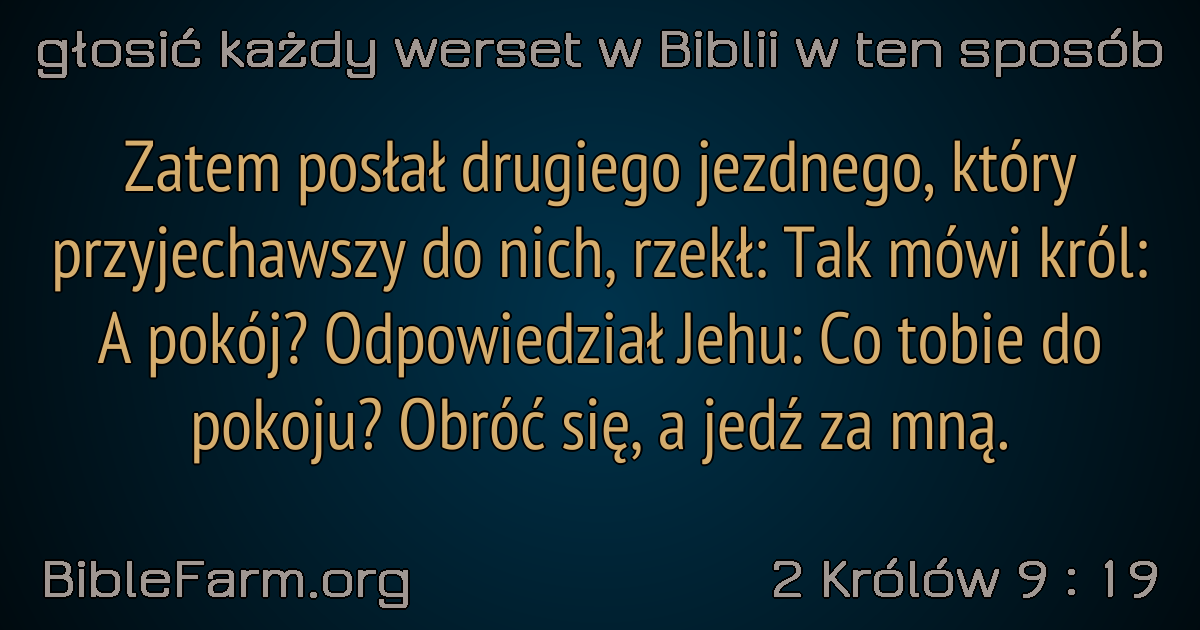 głosić każdy werset w Biblii w ten sposób
Zatem posłał drugiego jezdnego, który
przyjechawszy do nich, rzekł: Tak mówi król:
A pokój? Odpowiedział Jehu: Co tobie do
pokoju? Obróć się, a jedź za mną.
BibleFarm.org
2 Królów 9 : 19